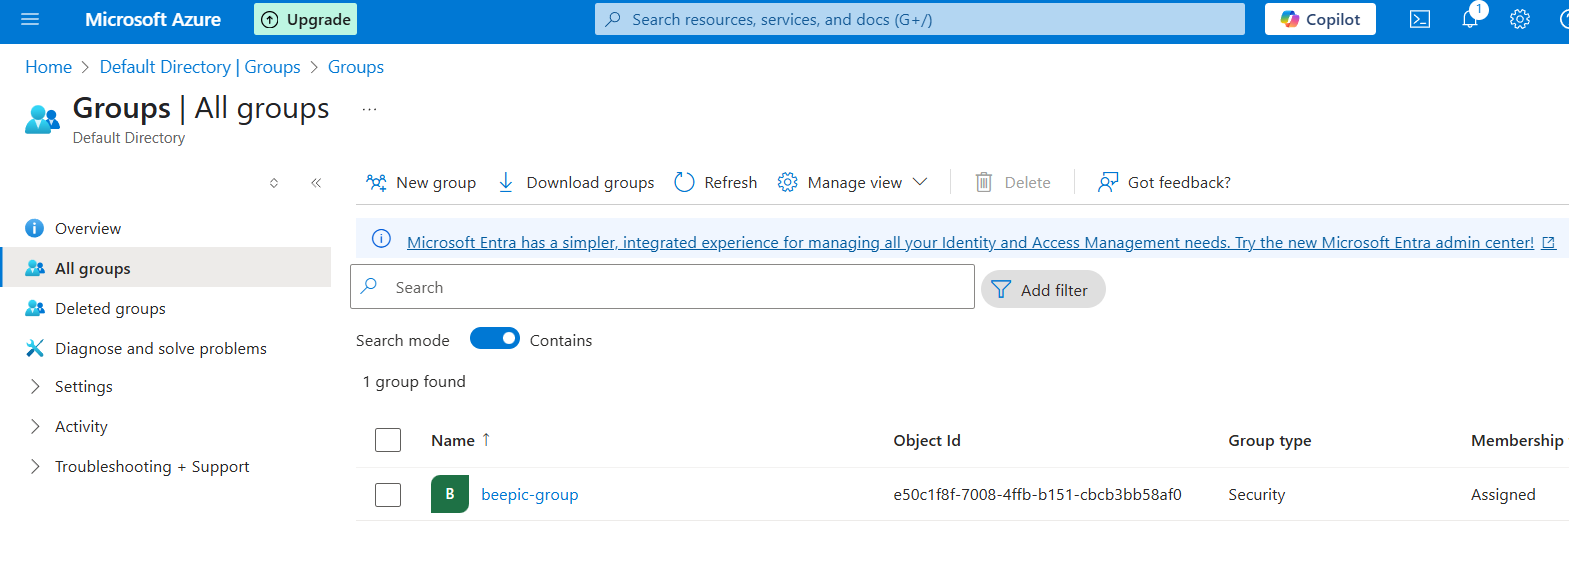 Microsoft Azure
Upgrade
Search resources, services, and docs (G+/)
Copilot
1
Home > Default Directory | Groups > Groups
Groups | All groups ...
Default Directory
New group
Download groups
Refresh
Manage view
Delete
Got feedback?
Overview
All groups
Deleted groups
Diagnose and solve problems
Settings
Activity
Troubleshooting + Support
Microsoft Entra has a simpler, integrated experience for managing all your Identity and Access Management needs. Try the new Microsoft Entra admin center!
Search
Add filter
Search mode
Contains
1 group found
Name ↑ Object Id Group type Membership
B beepic-group e50c1f8f-7008-4ffb-b151-cbcb3bb58af0 Security Assigned